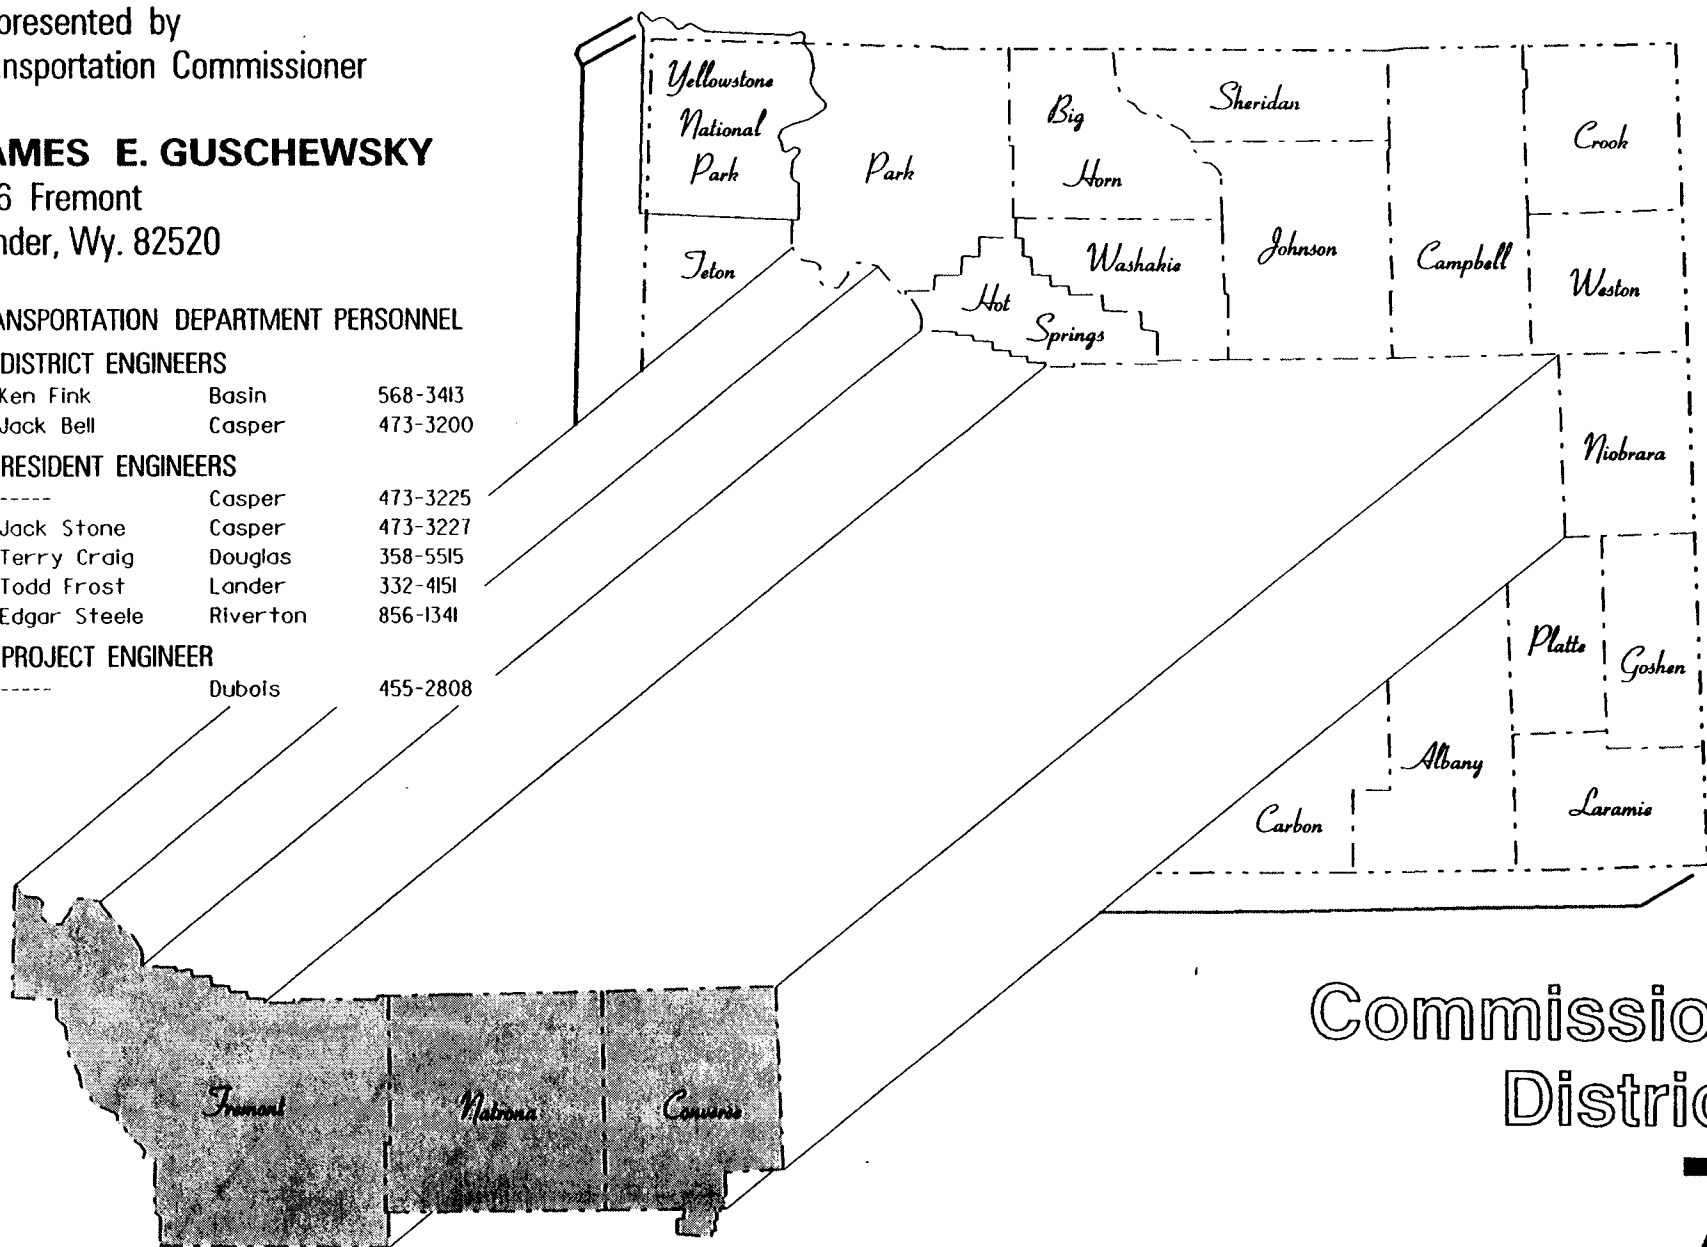 presented by
nsportation Commissioner
AMES E. GUSCHEWSKY
6 Fremont
nder, Wy. 82520
ANSPORTATION DEPARTMENT PERSONNEL
DISTRICT ENGINEERS
Ken Fink Basin 568-3413
Jack Bell Casper 473-3200
RESIDENT ENGINEERS
----- Casper 473-3225
Jack Stone Casper 473-3227
Terry Craig Douglas 358-5515
Todd Frost Lander 332-4151
Edgar Steele Riverton 856-1341
PROJECT ENGINEER
----- Dubois 455-2808
Yellowstone
National
Park
Park
Big
Horn
Sheridan
Crook
Teton
Washakie
Johnson
Campbell
Weston
Hot
Springs
Niobrara
Platte
Goshen
Albany
Carbon
Laramie
Fremont
Natrona
Converse
Commissio
Distric